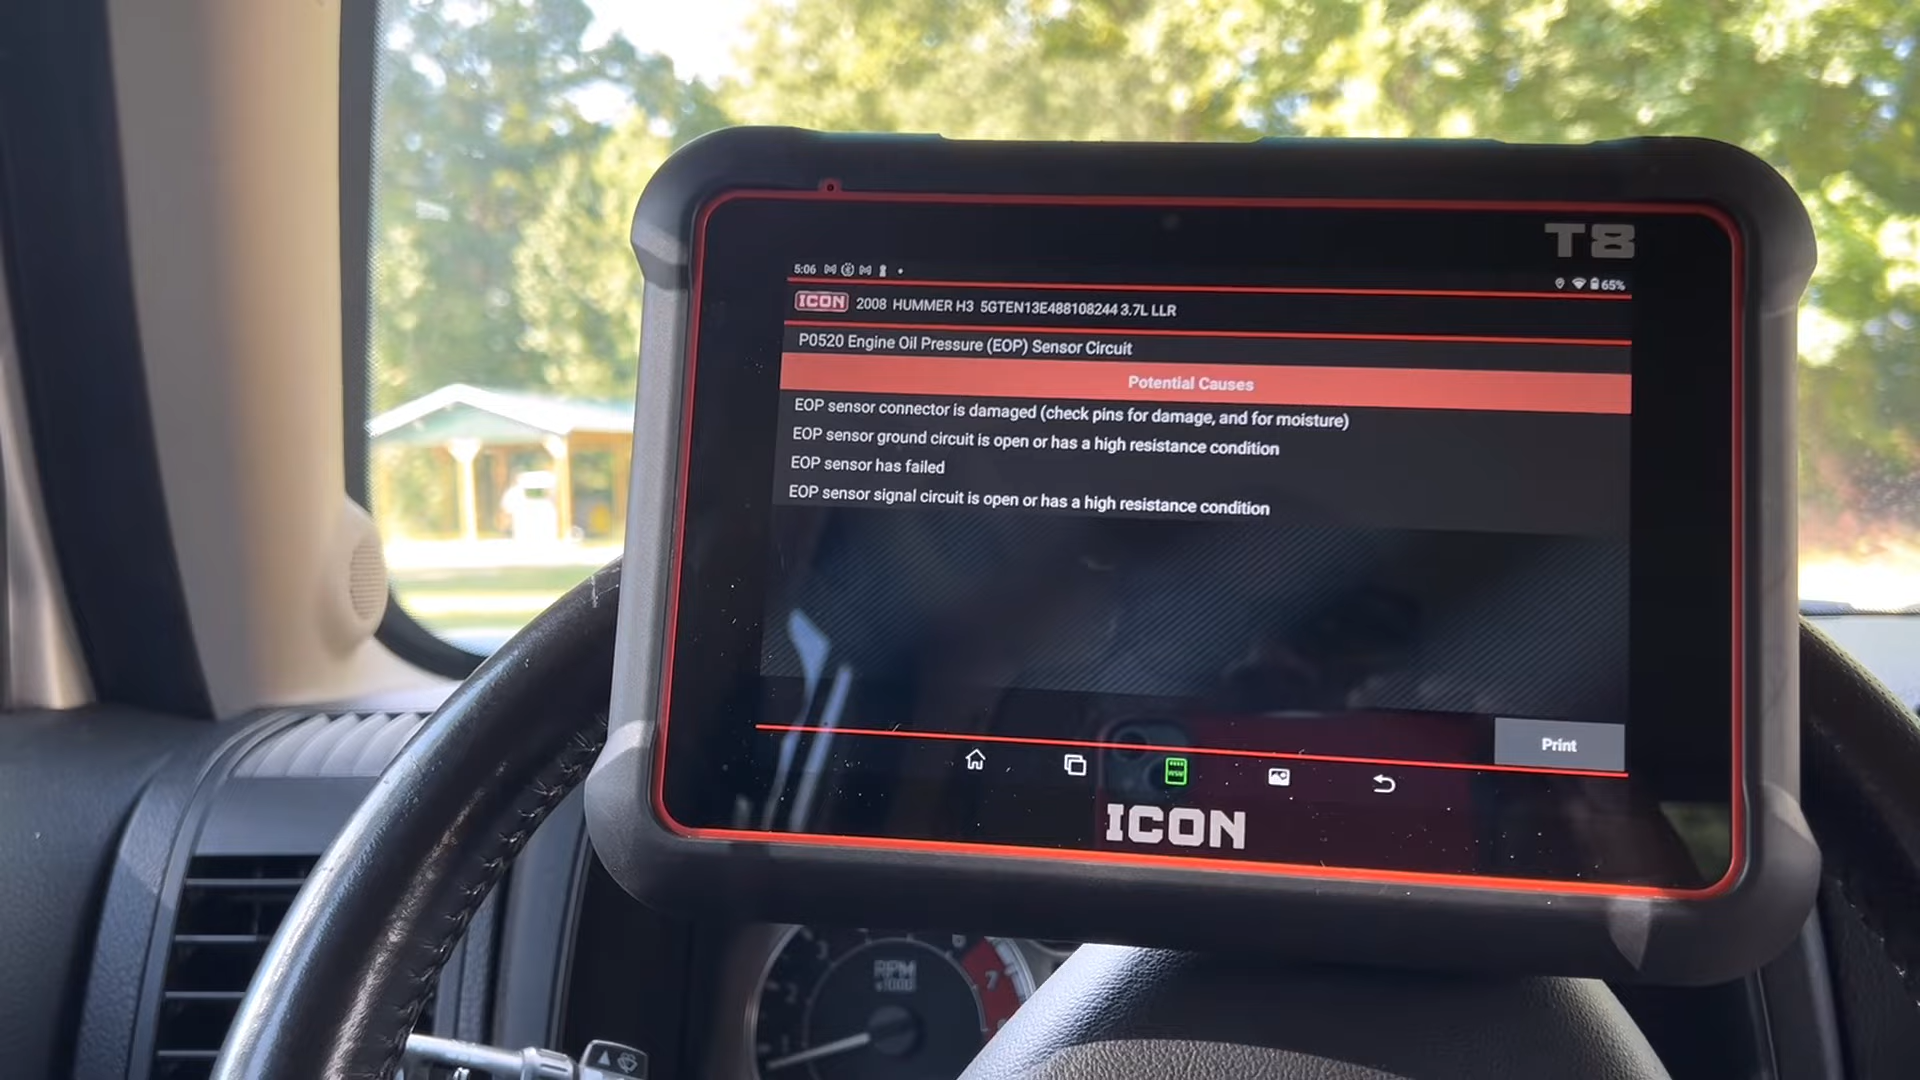 T8
5:06
65%
ICON 2008 HUMMER H3 5GTEN13E488108244 3.7L LLR
P0520 Engine Oil Pressure (EOP) Sensor Circuit
Potential Causes
EOP sensor connector is damaged (check pins for damage, and for moisture)
EOP sensor ground circuit is open or has a high resistance condition
EOP sensor has failed
EOP sensor signal circuit is open or has a high resistance condition
Print
ICON
RPM
7